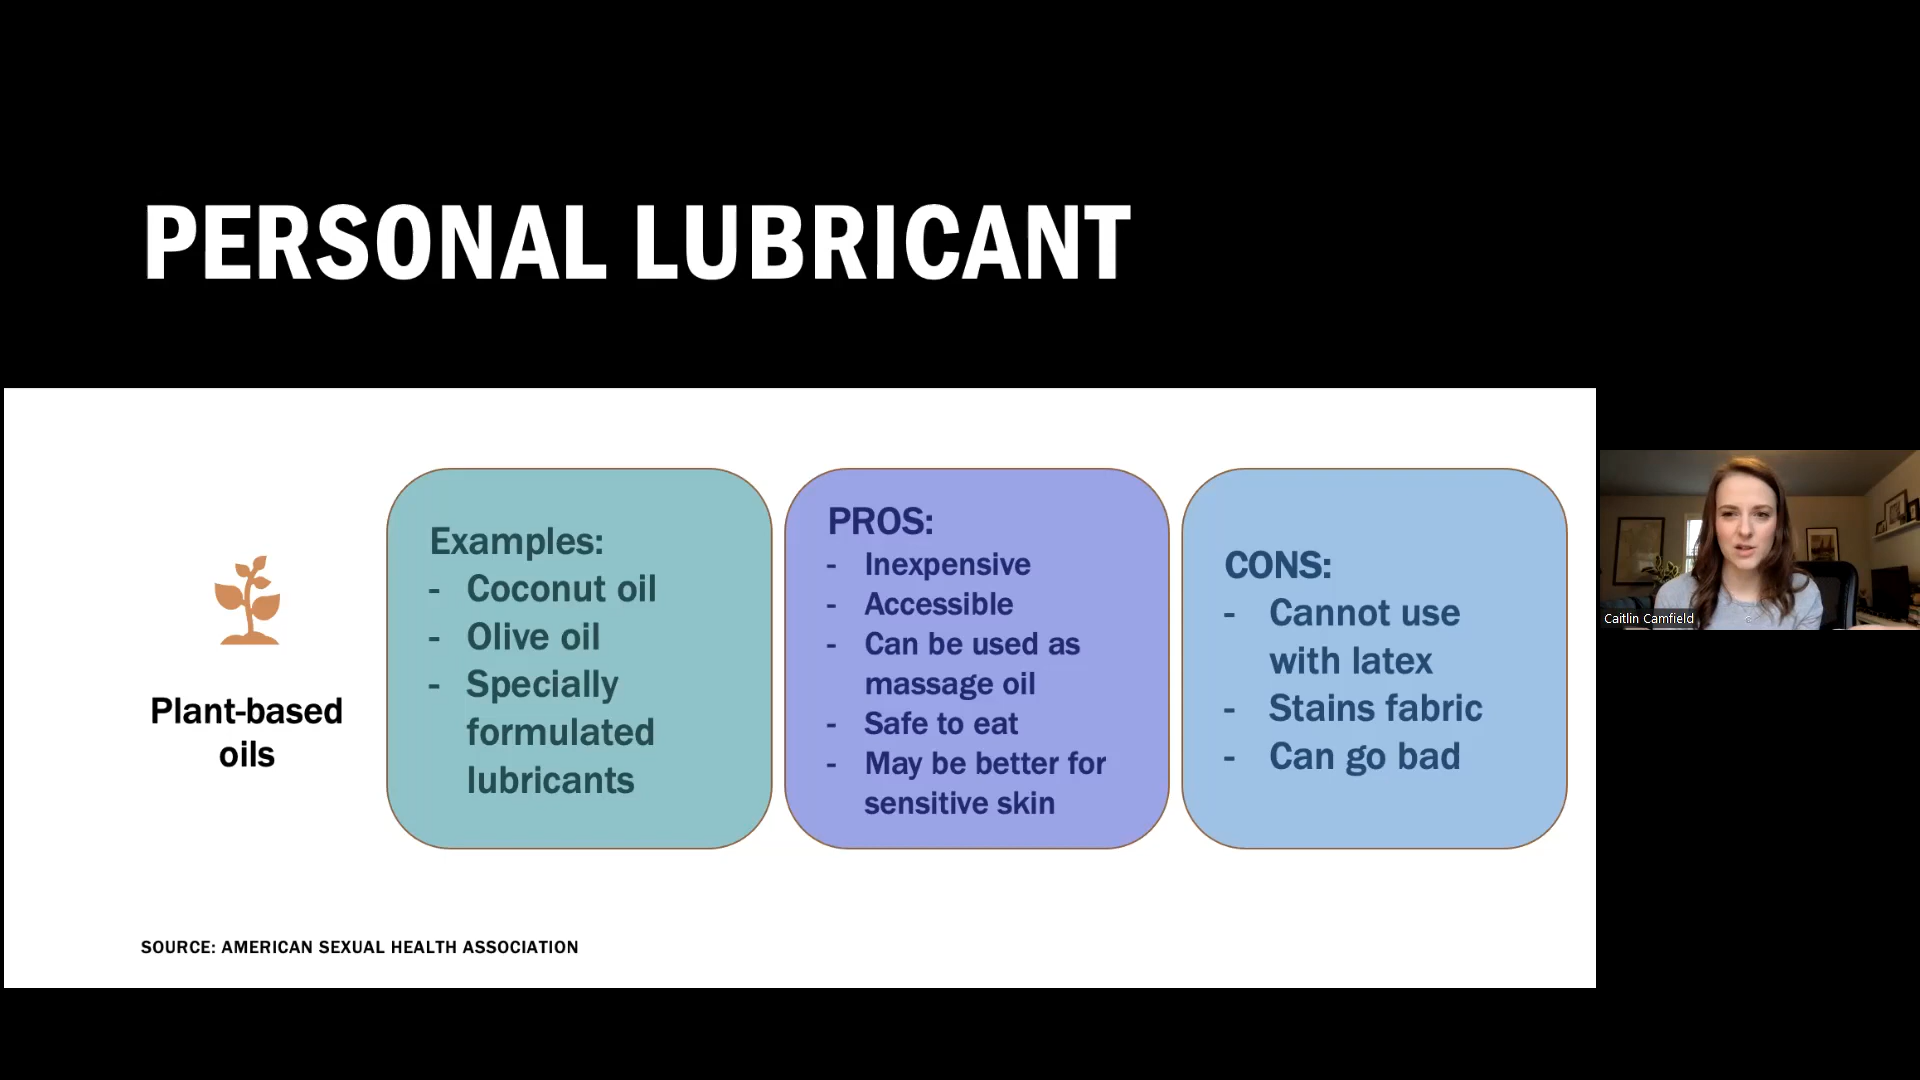 PERSONAL LUBRICANT
Plant-based
oils
Examples:
- Coconut oil
- Olive oil
- Specially
formulated
lubricants
PROS:
- Inexpensive
- Accessible
- Can be used as
massage oil
- Safe to eat
- May be better for
sensitive skin
CONS:
- Cannot use
with latex
- Stains fabric
- Can go bad
SOURCE: AMERICAN SEXUAL HEALTH ASSOCIATION
Caitlin Camfield